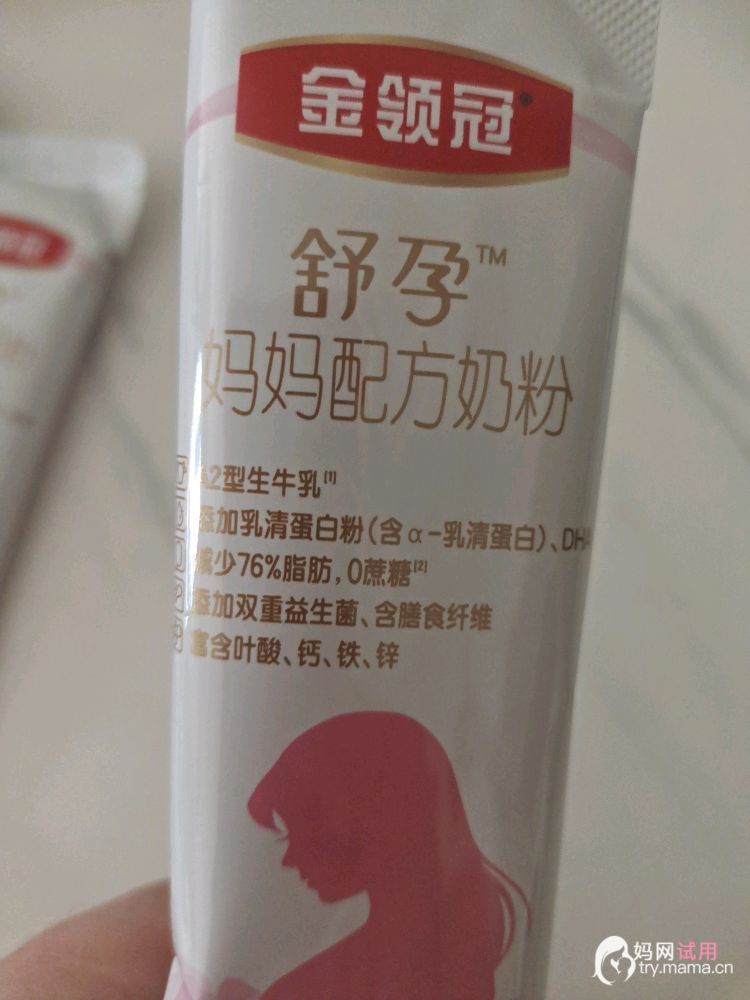 金领冠®
舒孕™
妈妈配方奶粉
A2型生牛乳[1]
添加乳清蛋白粉(含α-乳清蛋白)、DHA
减少76%脂肪,0蔗糖[2]
添加双重益生菌、含膳食纤维
富含叶酸、钙、铁、锌
妈网试用
try.mama.cn